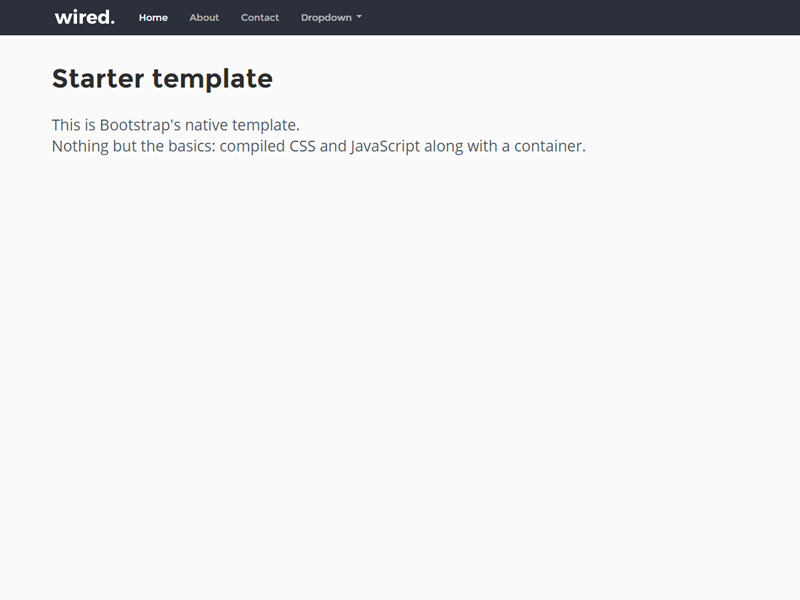 wired. Home About Contact Dropdown
Starter template
This is Bootstrap's native template.
Nothing but the basics: compiled CSS and JavaScript along with a container.